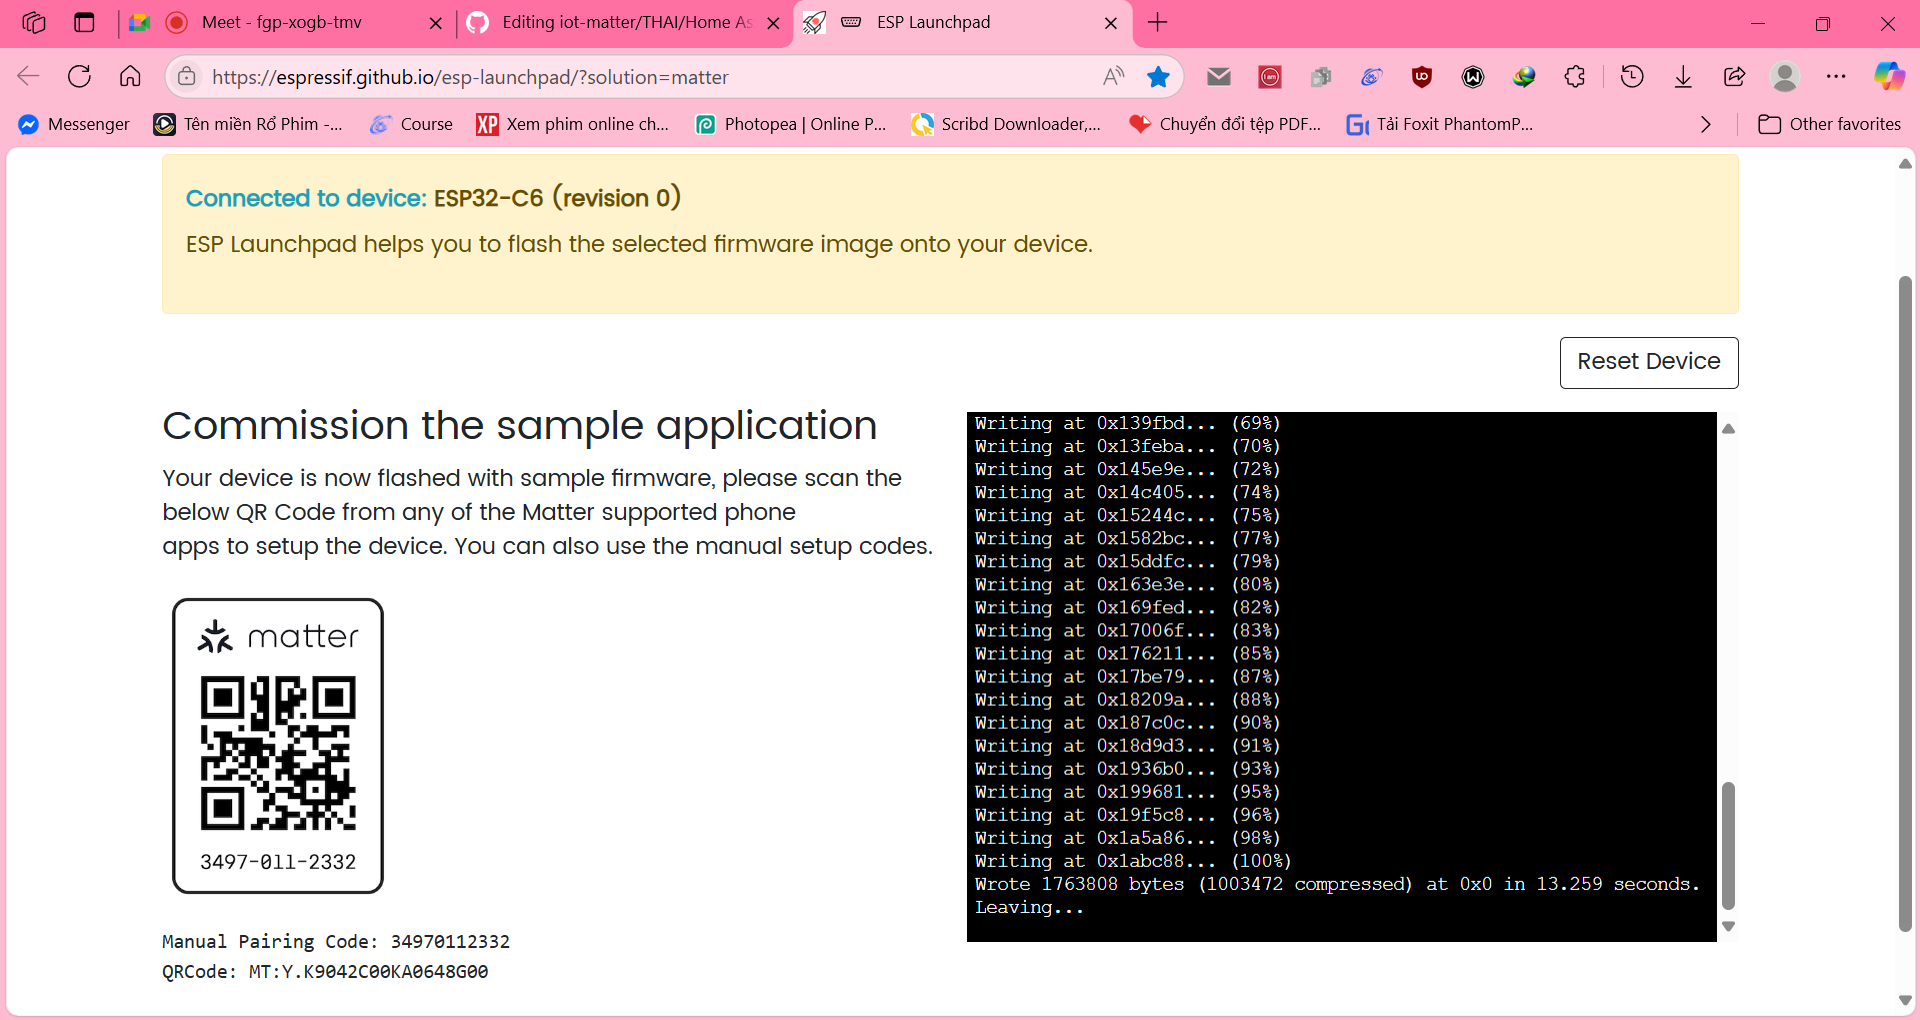 Meet - fgp-xogb-tmv
Editing iot-matter/THAI/Home As
ESP Launchpad
https://espressif.github.io/esp-launchpad/?solution=matter
Messenger
Tên miền Rổ Phim -...
Course
Xem phim online ch...
Photopea | Online P...
Scribd Downloader,...
Chuyển đổi tệp PDF...
Tải Foxit PhantomP...
Other favorites
Connected to device: ESP32-C6 (revision 0)
ESP Launchpad helps you to flash the selected firmware image onto your device.
Reset Device
Commission the sample application
Your device is now flashed with sample firmware, please scan the
below QR Code from any of the Matter supported phone
apps to setup the device. You can also use the manual setup codes.
matter
3497-011-2332
Manual Pairing Code: 34970112332
QRCode: MT:Y.K9042C00KA0648G00
Writing at 0x139fbd... (69%)
Writing at 0x13feba... (70%)
Writing at 0x145e9e... (72%)
Writing at 0x14c405... (74%)
Writing at 0x15244c... (75%)
Writing at 0x1582bc... (77%)
Writing at 0x15ddfc... (79%)
Writing at 0x163e3e... (80%)
Writing at 0x169fed... (82%)
Writing at 0x17006f... (83%)
Writing at 0x176211... (85%)
Writing at 0x17be79... (87%)
Writing at 0x18209a... (88%)
Writing at 0x187c0c... (90%)
Writing at 0x18d9d3... (91%)
Writing at 0x1936b0... (93%)
Writing at 0x199681... (95%)
Writing at 0x19f5c8... (96%)
Writing at 0x1a5a86... (98%)
Writing at 0x1abc88... (100%)
Wrote 1763808 bytes (1003472 compressed) at 0x0 in 13.259 seconds.
Leaving...